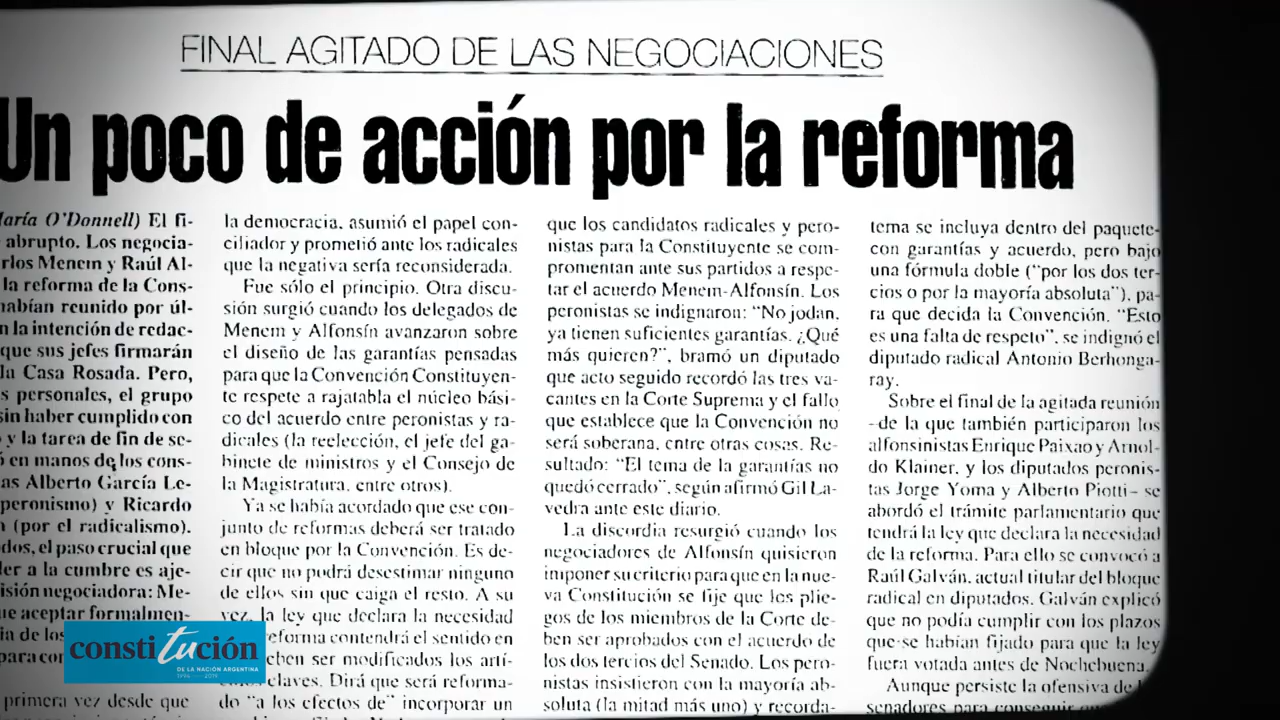 FINAL AGITADO DE LAS NEGOCIACIONES
Un poco de acción por la reforma
María O'Donnell) El fi-
abrupto. Los negocia-
rlos Menem y Raúl Al-
la reforma de la Cons-
habían reunido por úl-
n la intención de redac-
que sus jefes firmarán
la Casa Rosada. Pero,
s personales, el grupo
sin haber cumplido con
y la tarea de fin de se-
ó en manos de los cons-
as Alberto García Le-
peronismo) y Ricardo
(por el radicalismo).
dos, el paso crucial que
er a la cumbre es aje-
isión negociadora: Me-
ue aceptar formalmen-
ia de los
para con
primera vez desde que
la democracia, asumió el papel con-
ciliador y prometió ante los radicales
que la negativa sería reconsiderada.
Fue sólo el principio. Otra discu-
sión surgió cuando los delegados de
Menem y Alfonsín avanzaron sobre
el diseño de las garantías pensadas
para que la Convención Constituyen-
te respete a rajatabla el núcleo bási-
co del acuerdo entre peronistas y ra-
dicales (la reelección, el jefe del ga-
binete de ministros y el Consejo de
la Magistratura, entre otros).
Ya se había acordado que ese con-
junto de reformas deberá ser tratado
en bloque por la Convención. Es de-
cir que no podrá desestimar ninguno
de ellos sin que caiga el resto. A su
vez, la ley que declara la necesidad
reforma contendrá el sentido en
eben ser modificados los artí-
claves. Dirá que será reforma-
do "a los efectos de" incorporar un
que los candidatos radicales y pero-
nistas para la Constituyente se com-
promentan ante sus partidos a respe-
tar el acuerdo Menem-Alfonsín. Los
peronistas se indignaron: "No jodan,
ya tienen suficientes garantías. ¿Qué
más quieren?", bramó un diputado
que acto seguido recordó las tres va-
cantes en la Corte Suprema y el fallo
que establece que la Convención no
será soberana, entre otras cosas. Re-
sultado: "El tema de la garantías no
quedó cerrado", según afirmó Gil La-
vedra ante este diario.
La discordia resurgió cuando los
negociadores de Alfonsín quisieron
imponer su criterio para que en la nue-
va Constitución se fije que los plie-
gos de los miembros de la Corte de-
ben ser aprobados con el acuerdo de
los dos tercios del Senado. Los pero-
nistas insistieron con la mayoría ab-
soluta (la mitad más uno) y recorda-
tema se incluya dentro del paquete-
con garantías y acuerdo, pero bajo
una fórmula doble ("por los dos ter-
cios o por la mayoría absoluta"), pa-
ra que decida la Convención. "Esto
es una falta de respeto", se indignó el
diputado radical Antonio Berhonga-
ray.
Sobre el final de la agitada reunión
-de la que también participaron los
alfonsinistas Enrique Paixao y Arnol-
do Klainer, y los diputados peronis-
tas Jorge Yoma y Alberto Piotti- se
abordó el trámite parlamentario que
tendrá la ley que declara la necesidad
de la reforma. Para ello se convocó a
Raúl Galván, actual titular del bloque
radical en diputados. Galván explicó
que no podía cumplir con los plazos
que se habían fijado para que la ley
fuera votada antes de Nochebuena.
Aunque persiste la ofensiva de
senadores para conseguir
constiTución
DE LA NACIÓN ARGENTINA